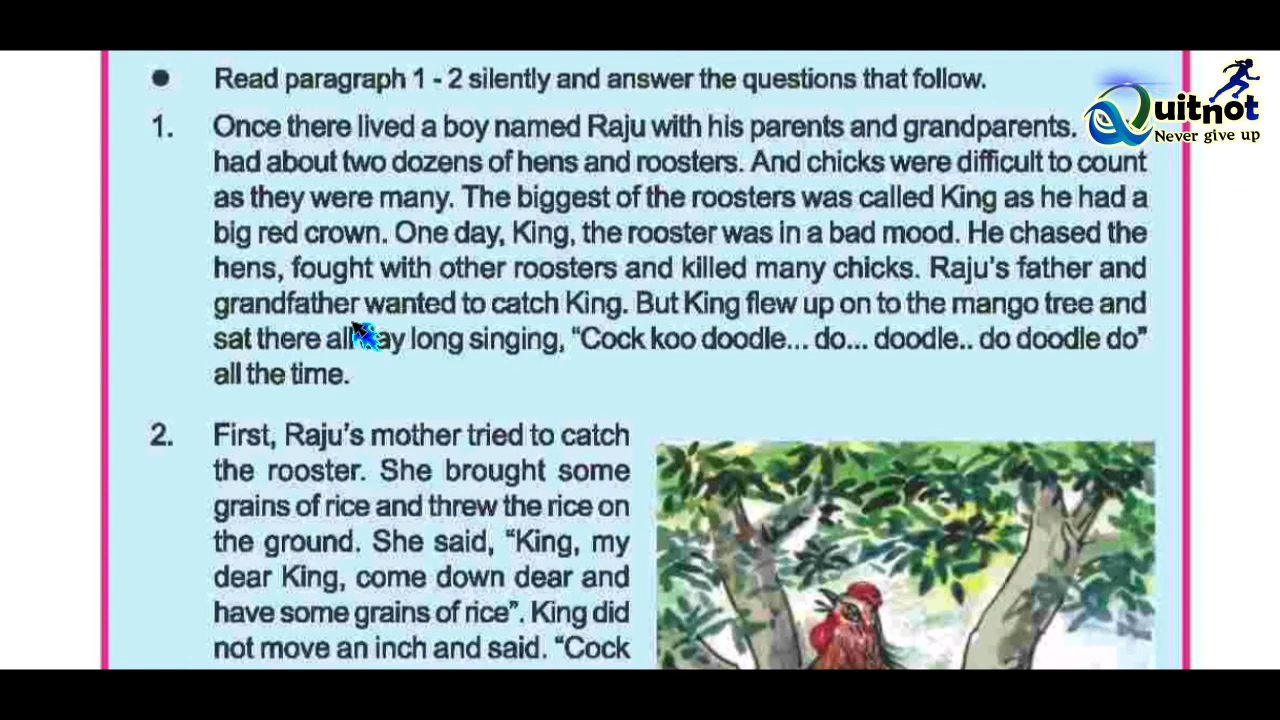 ● Read paragraph 1 - 2 silently and answer the questions that follow.
Quitnot
Never give up
1. Once there lived a boy named Raju with his parents and grandparents.
had about two dozens of hens and roosters. And chicks were difficult to count
as they were many. The biggest of the roosters was called King as he had a
big red crown. One day, King, the rooster was in a bad mood. He chased the
hens, fought with other roosters and killed many chicks. Raju's father and
grandfather wanted to catch King. But King flew up on to the mango tree and
sat there all day long singing, "Cock koo doodle... do... doodle.. do doodle do"
all the time.
2. First, Raju's mother tried to catch
the rooster. She brought some
grains of rice and threw the rice on
the ground. She said, "King, my
dear King, come down dear and
have some grains of rice". King did
not move an inch and said. "Cock